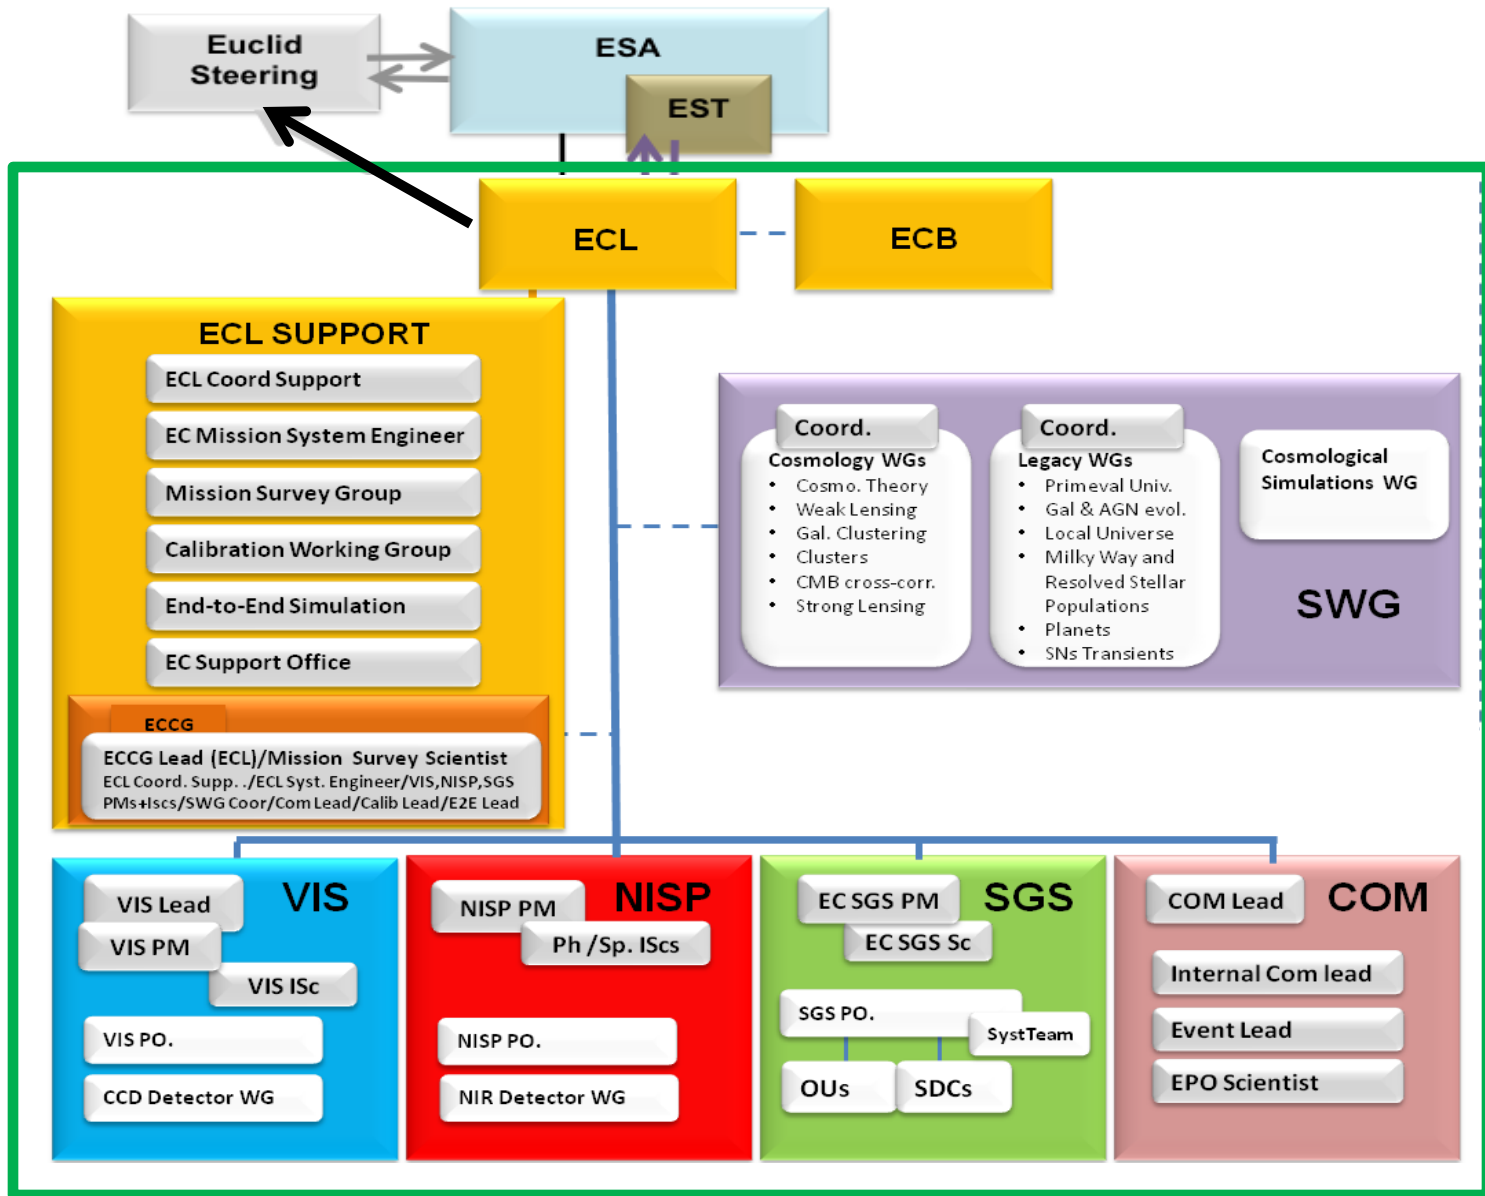 Euclid
Steering
ESA
EST
ECL
ECB
ECL SUPPORT
ECL Coord Support
EC Mission System Engineer
Mission Survey Group
Calibration Working Group
End-to-End Simulation
EC Support Office
ECCG
ECCG Lead (ECL)/Mission Survey Scientist
ECL Coord. Supp. ./ECL Syst. Engineer/VIS,NISP,SGS
PMs+Iscs/SWG Coor/Com Lead/Calib Lead/E2E Lead
Coord.
Cosmology WGs
• Cosmo. Theory
• Weak Lensing
• Gal. Clustering
• Clusters
• CMB cross-corr.
• Strong Lensing
Coord.
Legacy WGs
• Primeval Univ.
• Gal & AGN evol.
• Local Universe
• Milky Way and
Resolved Stellar
Populations
• Planets
• SNs Transients
Cosmological
Simulations WG
SWG
VIS Lead
VIS
VIS PM
VIS ISc
VIS PO.
CCD Detector WG
NISP PM
NISP
Ph /Sp. IScs
NISP PO.
NIR Detector WG
EC SGS PM
SGS
EC SGS Sc
SGS PO.
SystTeam
OUs
SDCs
COM Lead
COM
Internal Com lead
Event Lead
EPO Scientist